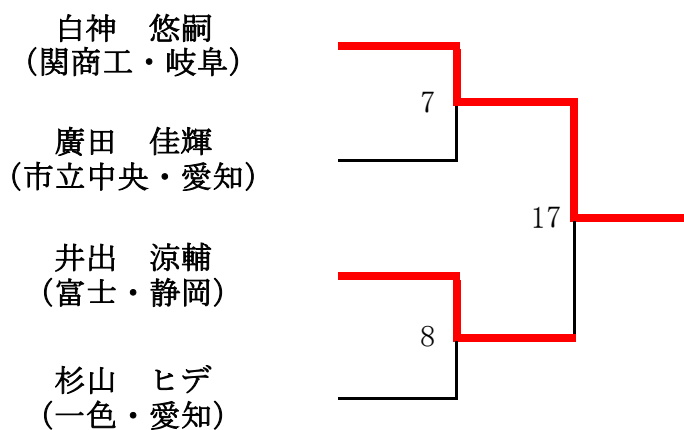 白神　悠嗣
（関商工・岐阜）
7
廣田　佳輝
（市立中央・愛知）
17
井出　涼輔
（富士・静岡）
8
杉山　ヒデ
（一色・愛知）